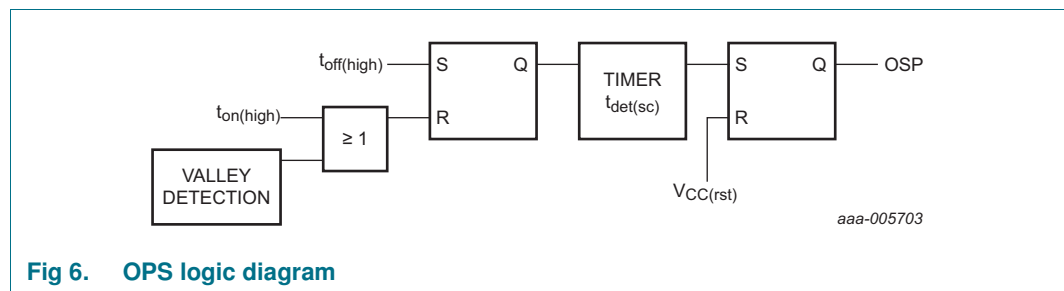 toff(high)
S
Q
TIMER
tdet(sc)
S
Q
OSP
ton(high)
≥ 1
R
R
VALLEY
DETECTION
VCC(rst)
aaa-005703
Fig 6. OPS logic diagram